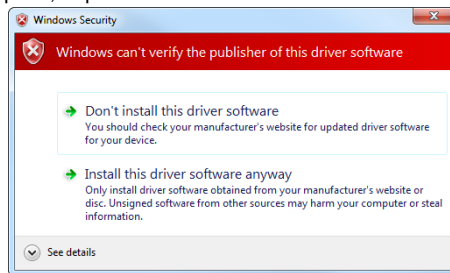 Windows Security
Windows can't verify the publisher of this driver software
Don't install this driver software
You should check your manufacturer's website for updated driver software
for your device.
Install this driver software anyway
Only install driver software obtained from your manufacturer's website or
disc. Unsigned software from other sources may harm your computer or steal
information.
See details